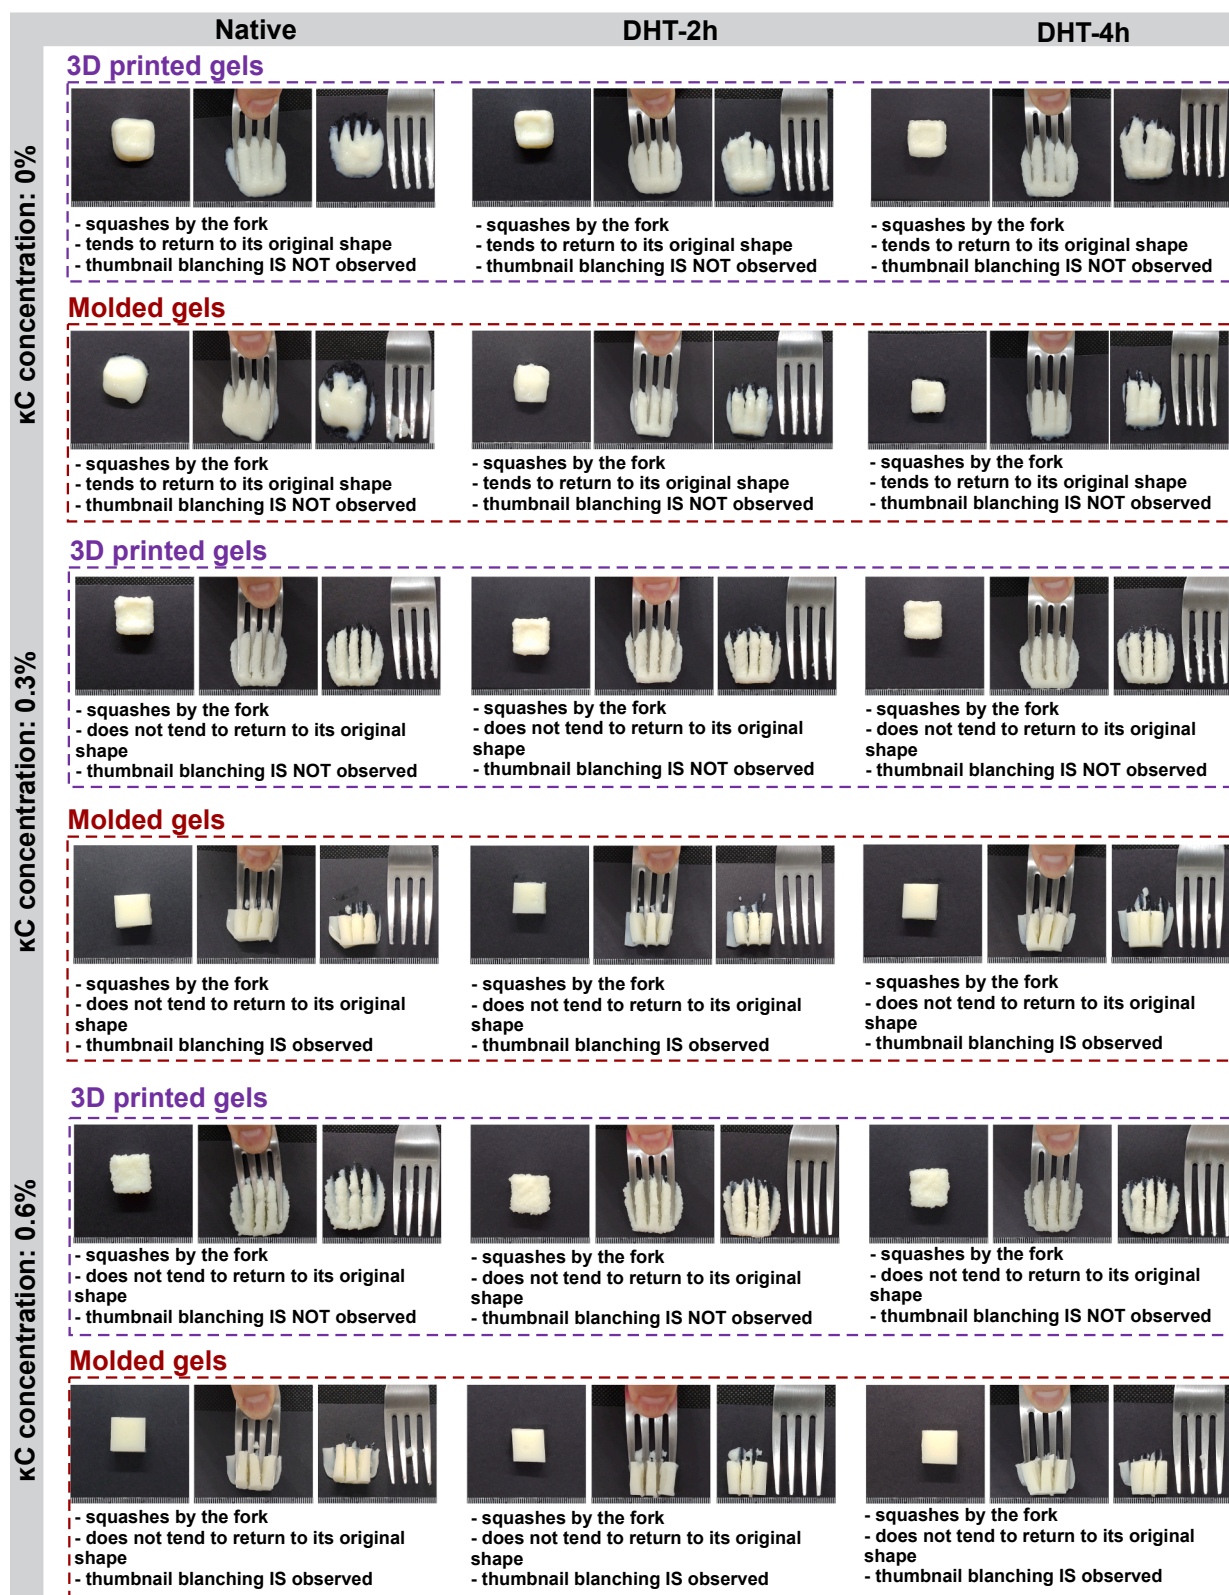 Native
DHT-2h
DHT-4h
κC concentration: 0%
3D printed gels
- squashes by the fork
- tends to return to its original shape
- thumbnail blanching IS NOT observed
- squashes by the fork
- tends to return to its original shape
- thumbnail blanching IS NOT observed
- squashes by the fork
- tends to return to its original shape
- thumbnail blanching IS NOT observed
Molded gels
- squashes by the fork
- tends to return to its original shape
- thumbnail blanching IS NOT observed
- squashes by the fork
- tends to return to its original shape
- thumbnail blanching IS NOT observed
- squashes by the fork
- tends to return to its original shape
- thumbnail blanching IS NOT observed
κC concentration: 0.3%
3D printed gels
- squashes by the fork
- does not tend to return to its original
shape
- thumbnail blanching IS NOT observed
- squashes by the fork
- does not tend to return to its original
shape
- thumbnail blanching IS NOT observed
- squashes by the fork
- does not tend to return to its original
shape
- thumbnail blanching IS NOT observed
Molded gels
- squashes by the fork
- does not tend to return to its original
shape
- thumbnail blanching IS observed
- squashes by the fork
- does not tend to return to its original
shape
- thumbnail blanching IS observed
- squashes by the fork
- does not tend to return to its original
shape
- thumbnail blanching IS observed
κC concentration: 0.6%
3D printed gels
- squashes by the fork
- does not tend to return to its original
shape
- thumbnail blanching IS NOT observed
- squashes by the fork
- does not tend to return to its original
shape
- thumbnail blanching IS NOT observed
- squashes by the fork
- does not tend to return to its original
shape
- thumbnail blanching IS NOT observed
Molded gels
- squashes by the fork
- does not tend to return to its original
shape
- thumbnail blanching IS observed
- squashes by the fork
- does not tend to return to its original
shape
- thumbnail blanching IS observed
- squashes by the fork
- does not tend to return to its original
shape
- thumbnail blanching IS observed